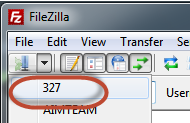 FileZilla
File Edit View Transfer Se
327
User
AIMTEAM